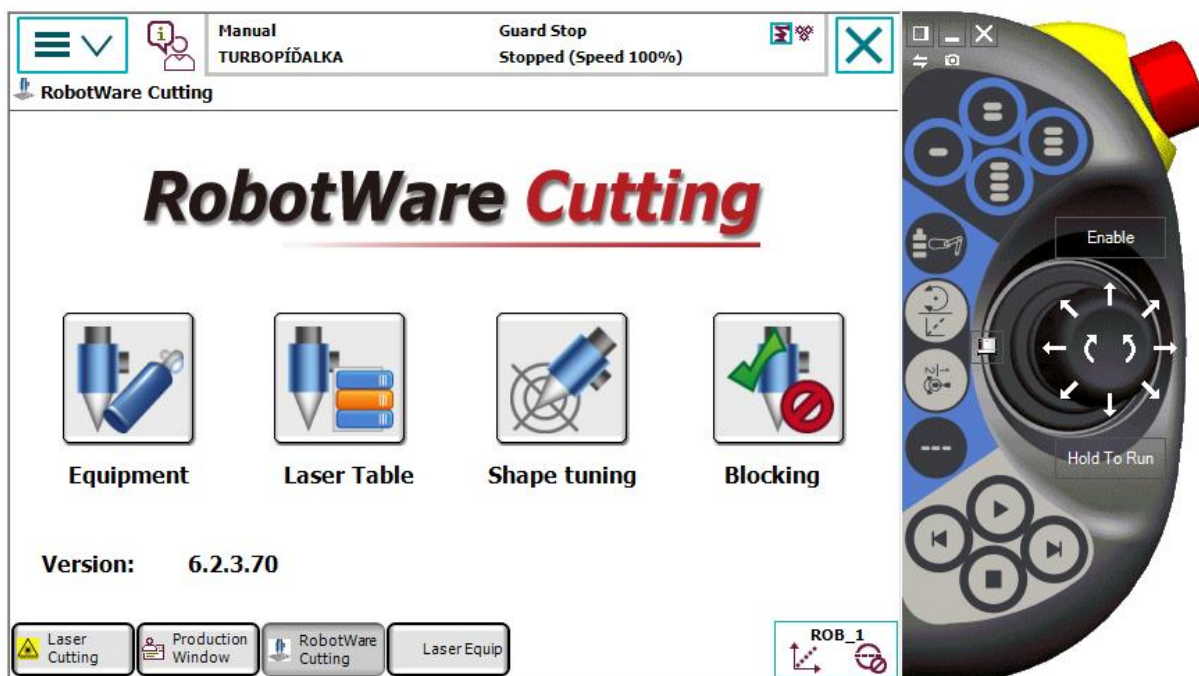 Manual
TURBOPÍĎALKA
Guard Stop
Stopped (Speed 100%)
RobotWare Cutting
RobotWare Cutting
Equipment
Laser Table
Shape tuning
Blocking
Version: 6.2.3.70
Laser
Cutting
Production
Window
RobotWare
Cutting
Laser Equip
ROB_1
Enable
Hold To Run